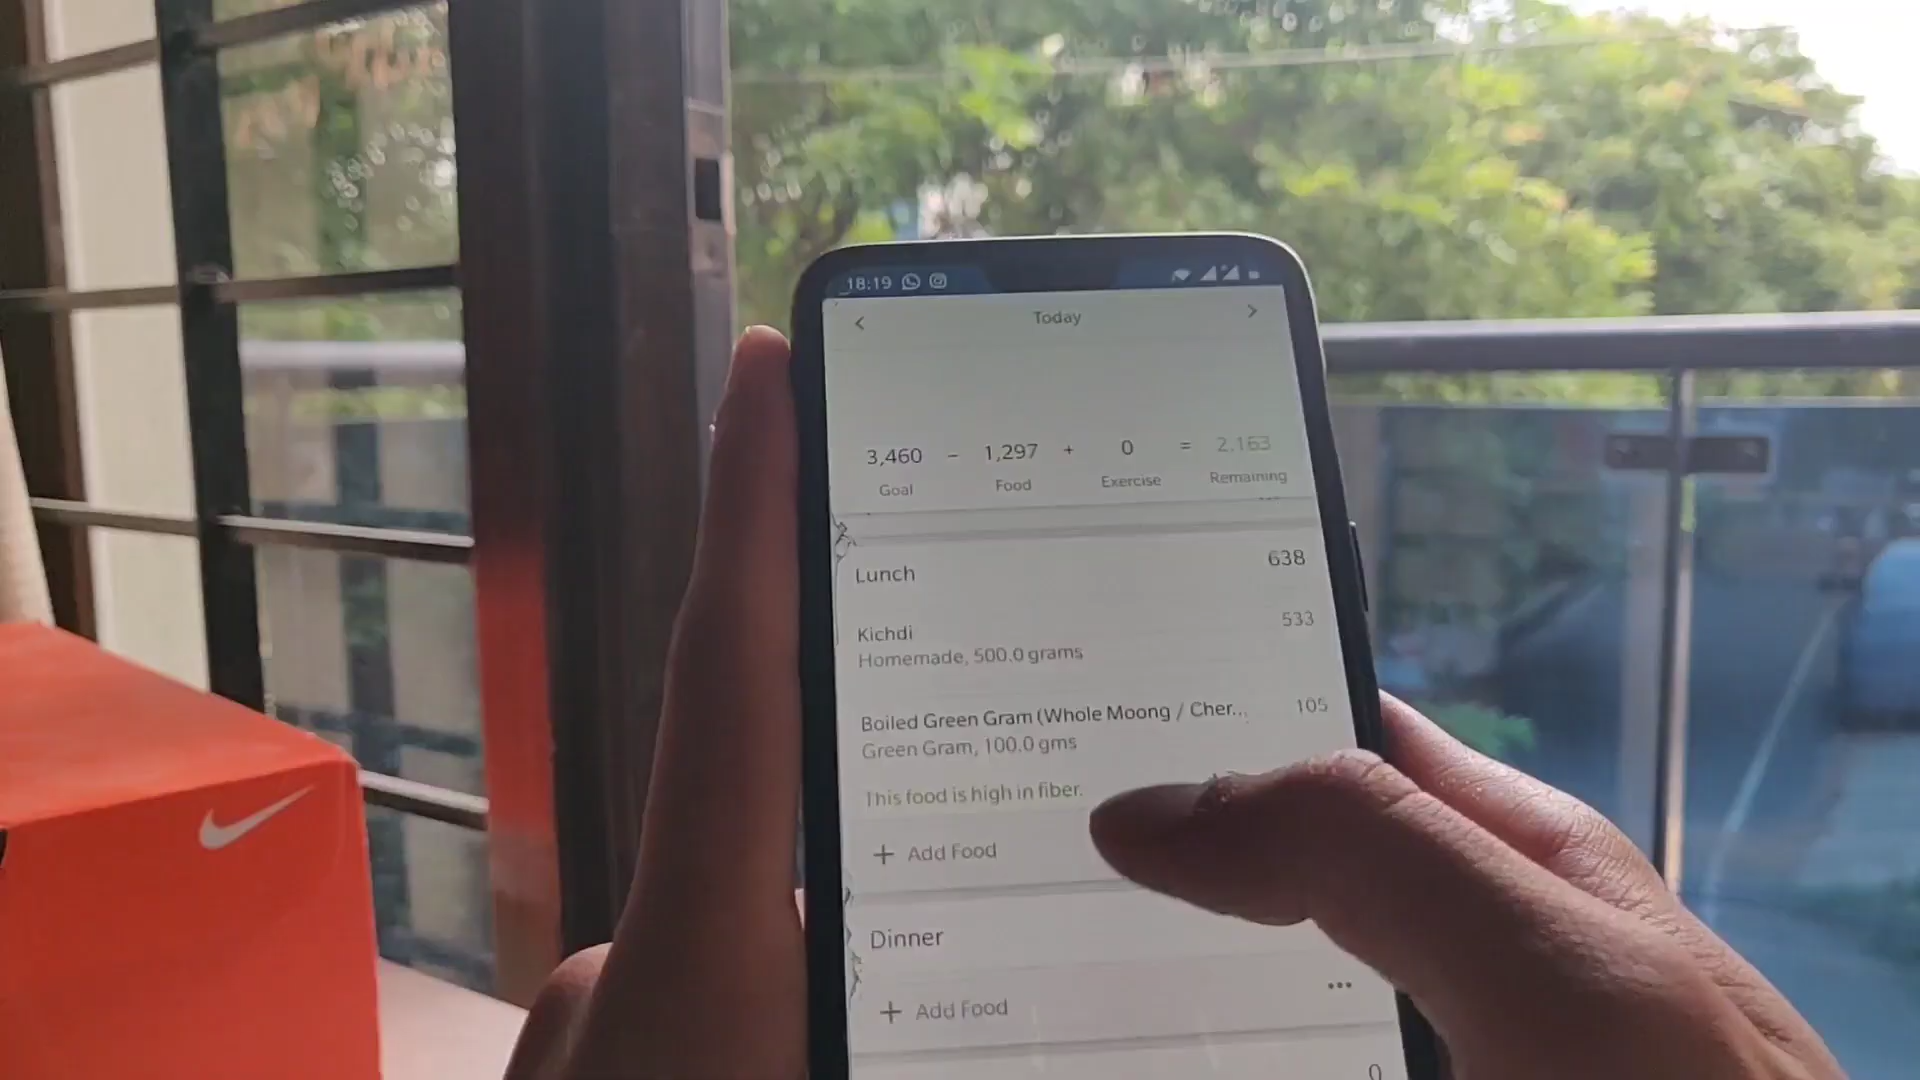 18:19
Today
3,460 - 1,297 + 0 = 2,163
Goal Food Exercise Remaining
Lunch 638
Kichdi 533
Homemade, 500.0 grams
Boiled Green Gram (Whole Moong / Cher... 105
Green Gram, 100.0 gms
This food is high in fiber.
+ Add Food
Dinner
+ Add Food
0